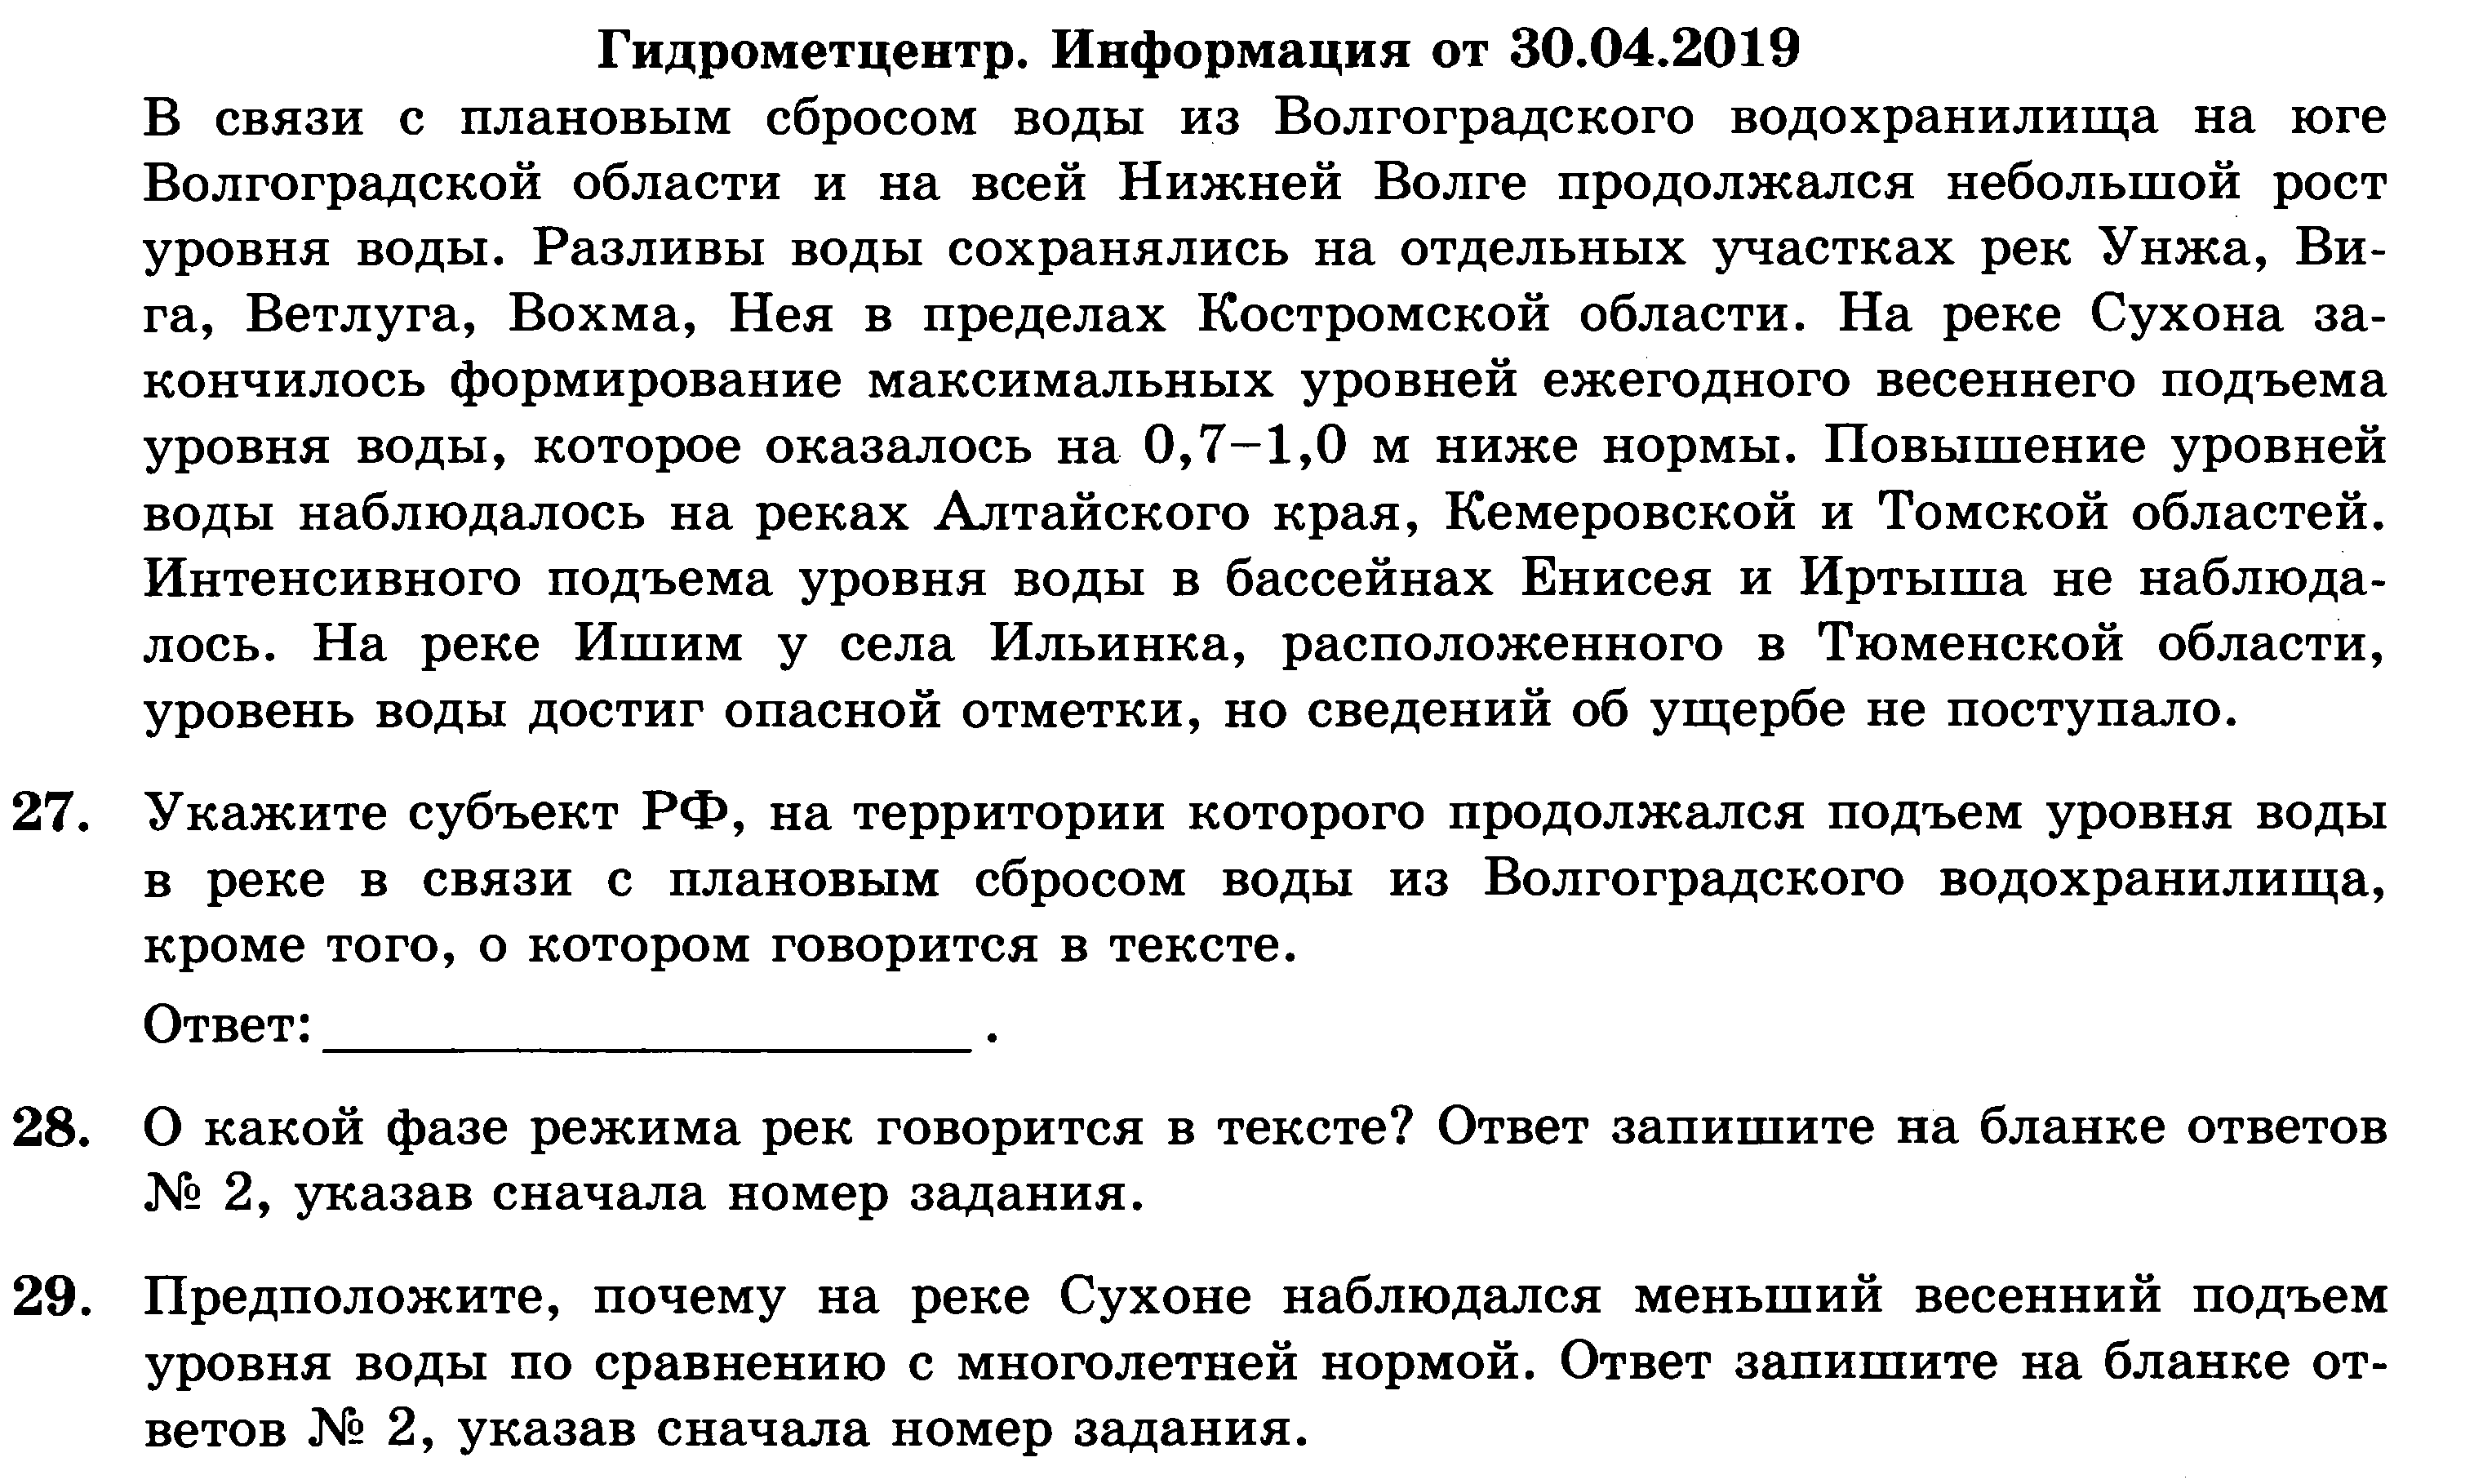 Гидрометцентр. Информация от 30.04.2019
В связи с плановым сбросом воды из Волгоградского водохранилища на юге
Волгоградской области и на всей Нижней Волге продолжался небольшой рост
уровня воды. Разливы воды сохранялись на отдельных участках рек Унжа, Ви-
га, Ветлуга, Вохма, Нея в пределах Костромской области. На реке Сухона за-
кончилось формирование максимальных уровней ежегодного весеннего подъема
уровня воды, которое оказалось на 0,7–1,0 м ниже нормы. Повышение уровней
воды наблюдалось на реках Алтайского края, Кемеровской и Томской областей.
Интенсивного подъема уровня воды в бассейнах Енисея и Иртыша не наблюда-
лось. На реке Ишим у села Ильинка, расположенного в Тюменской области,
уровень воды достиг опасной отметки, но сведений об ущербе не поступало.
27. Укажите субъект РФ, на территории которого продолжался подъем уровня воды
в реке в связи с плановым сбросом воды из Волгоградского водохранилища,
кроме того, о котором говорится в тексте.
Ответ: ____________________ .
28. О какой фазе режима рек говорится в тексте? Ответ запишите на бланке ответов
№ 2, указав сначала номер задания.
29. Предположите, почему на реке Сухоне наблюдался меньший весенний подъем
уровня воды по сравнению с многолетней нормой. Ответ запишите на бланке от-
ветов № 2, указав сначала номер задания.